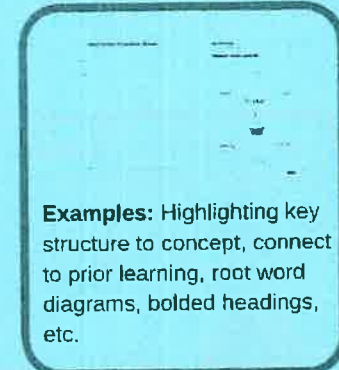 Examples: Highlighting key
structure to concept, connect
to prior learning, root word
diagrams, bolded headings,
etc.